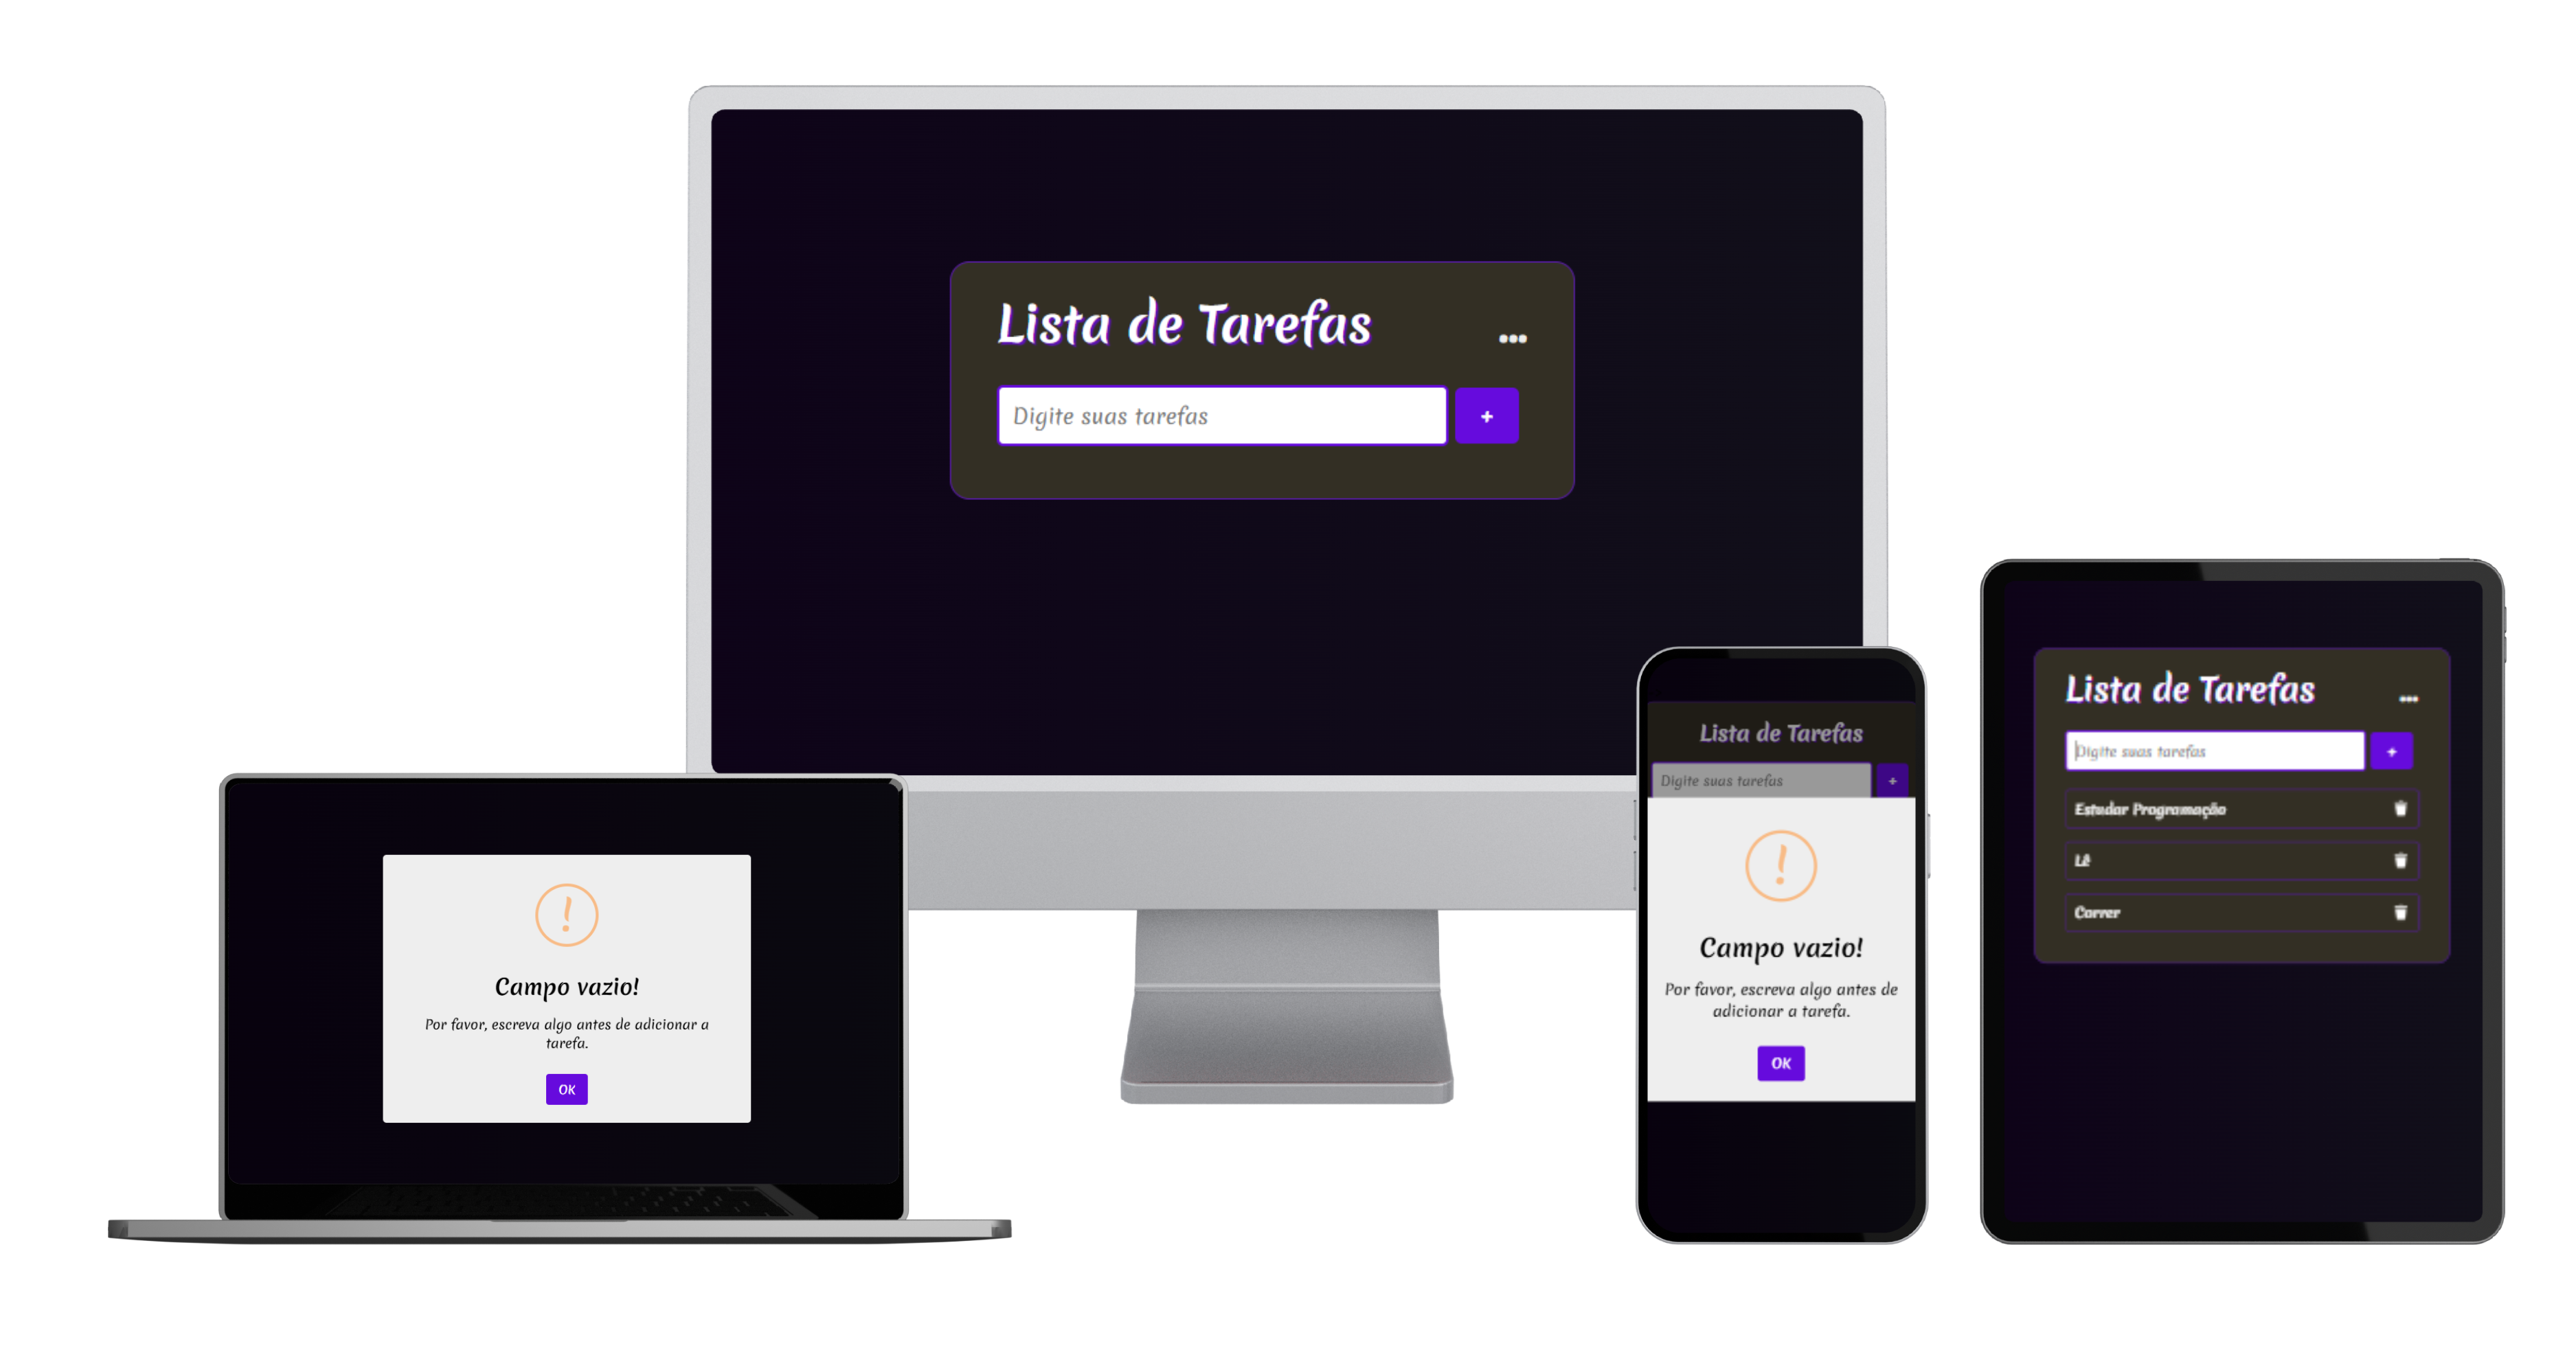 Lista de Tarefas
...
Digite suas tarefas
+
!
Campo vazio!
Por favor, escreva algo antes de adicionar a
tarefa.
OK
Lista de Tarefas
Digite suas tarefas
+
!
Campo vazio!
Por favor, escreva algo antes de
adicionar a tarefa.
OK
Lista de Tarefas
...
Digite suas tarefas
+
Estudar Programação
Lê
Correr